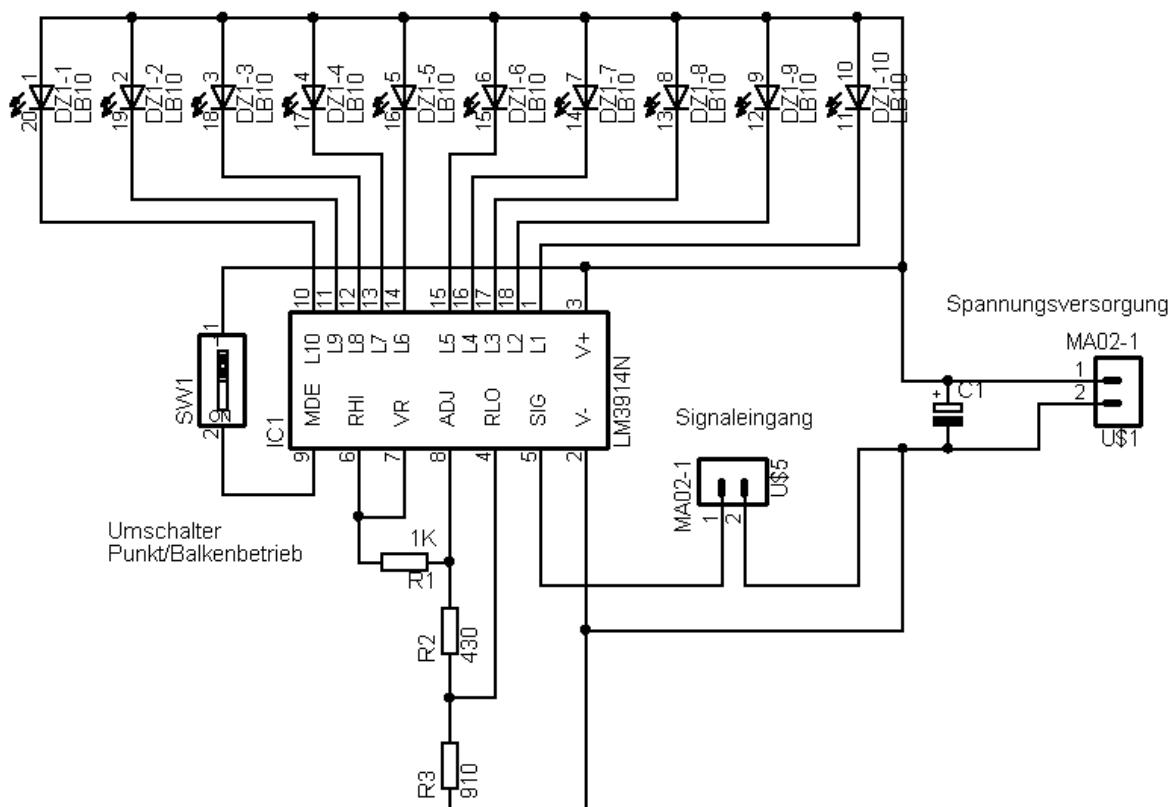 1 2 3 4 5 6 7 8 9 10
DZ1-1 LB10
DZ1-2 LB10
DZ1-3 LB10
DZ1-4 LB10
DZ1-5 LB10
DZ1-6 LB10
DZ1-7 LB10
DZ1-8 LB10
DZ1-9 LB10
DZ1-10 LB10
20 19 18 17 16 15 14 13 12 11
10 11 12 13 14 15 16 17 18 1 3
L10 L9 L8 L7 L6 L5 L4 L3 L2 L1 V+
MDE RHI VR ADJ RLO SIG V-
9 6 7 8 4 5 2
IC1
LM3914N
SW1
1
2
ON
Spannungsversorgung
MA02-1
1
2
U$1
C1
+
Signaleingang
MA02-1
U$5
1 2
Umschalter
Punkt/Balkenbetrieb
1K
R1
R2
430
R3
910